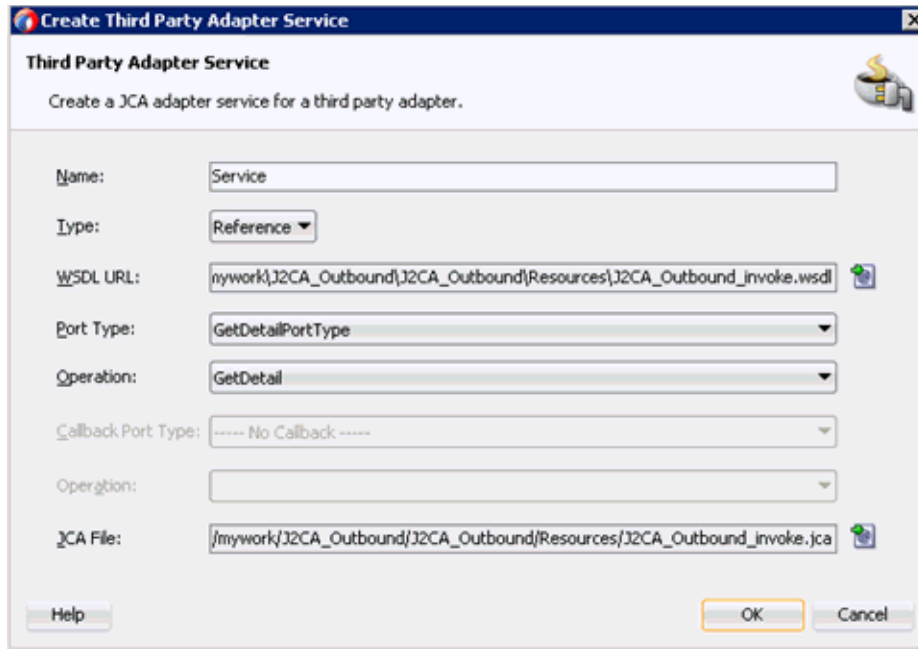 Create Third Party Adapter Service
Third Party Adapter Service
Create a JCA adapter service for a third party adapter.
Name: Service
Type: Reference
WSDL URL: nywork\J2CA_Outbound\J2CA_Outbound\Resources\J2CA_Outbound_invoke.wsdl
Port Type: GetDetailPortType
Operation: GetDetail
Callback Port Type: ----- No Callback -----
Operation:
JCA File: /mywork/J2CA_Outbound/J2CA_Outbound/Resources/J2CA_Outbound_invoke.jca
Help OK Cancel